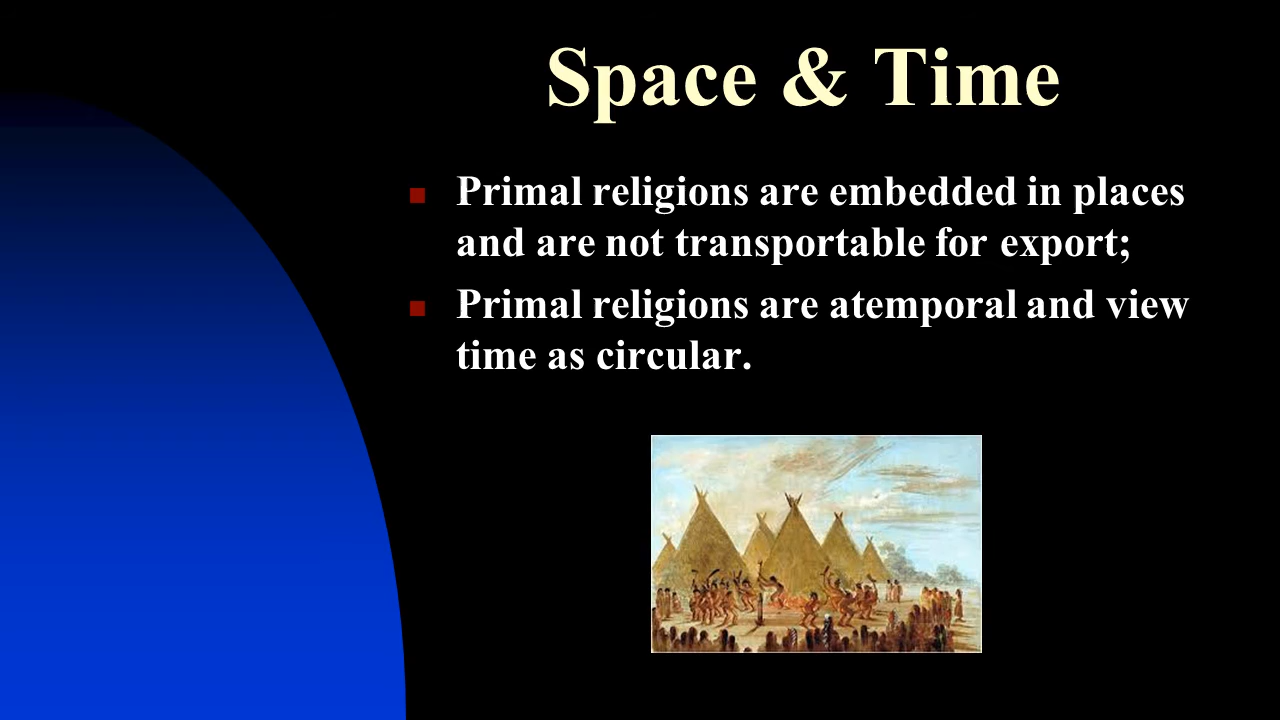 Space & Time
Primal religions are embedded in places
and are not transportable for export;
Primal religions are atemporal and view
time as circular.